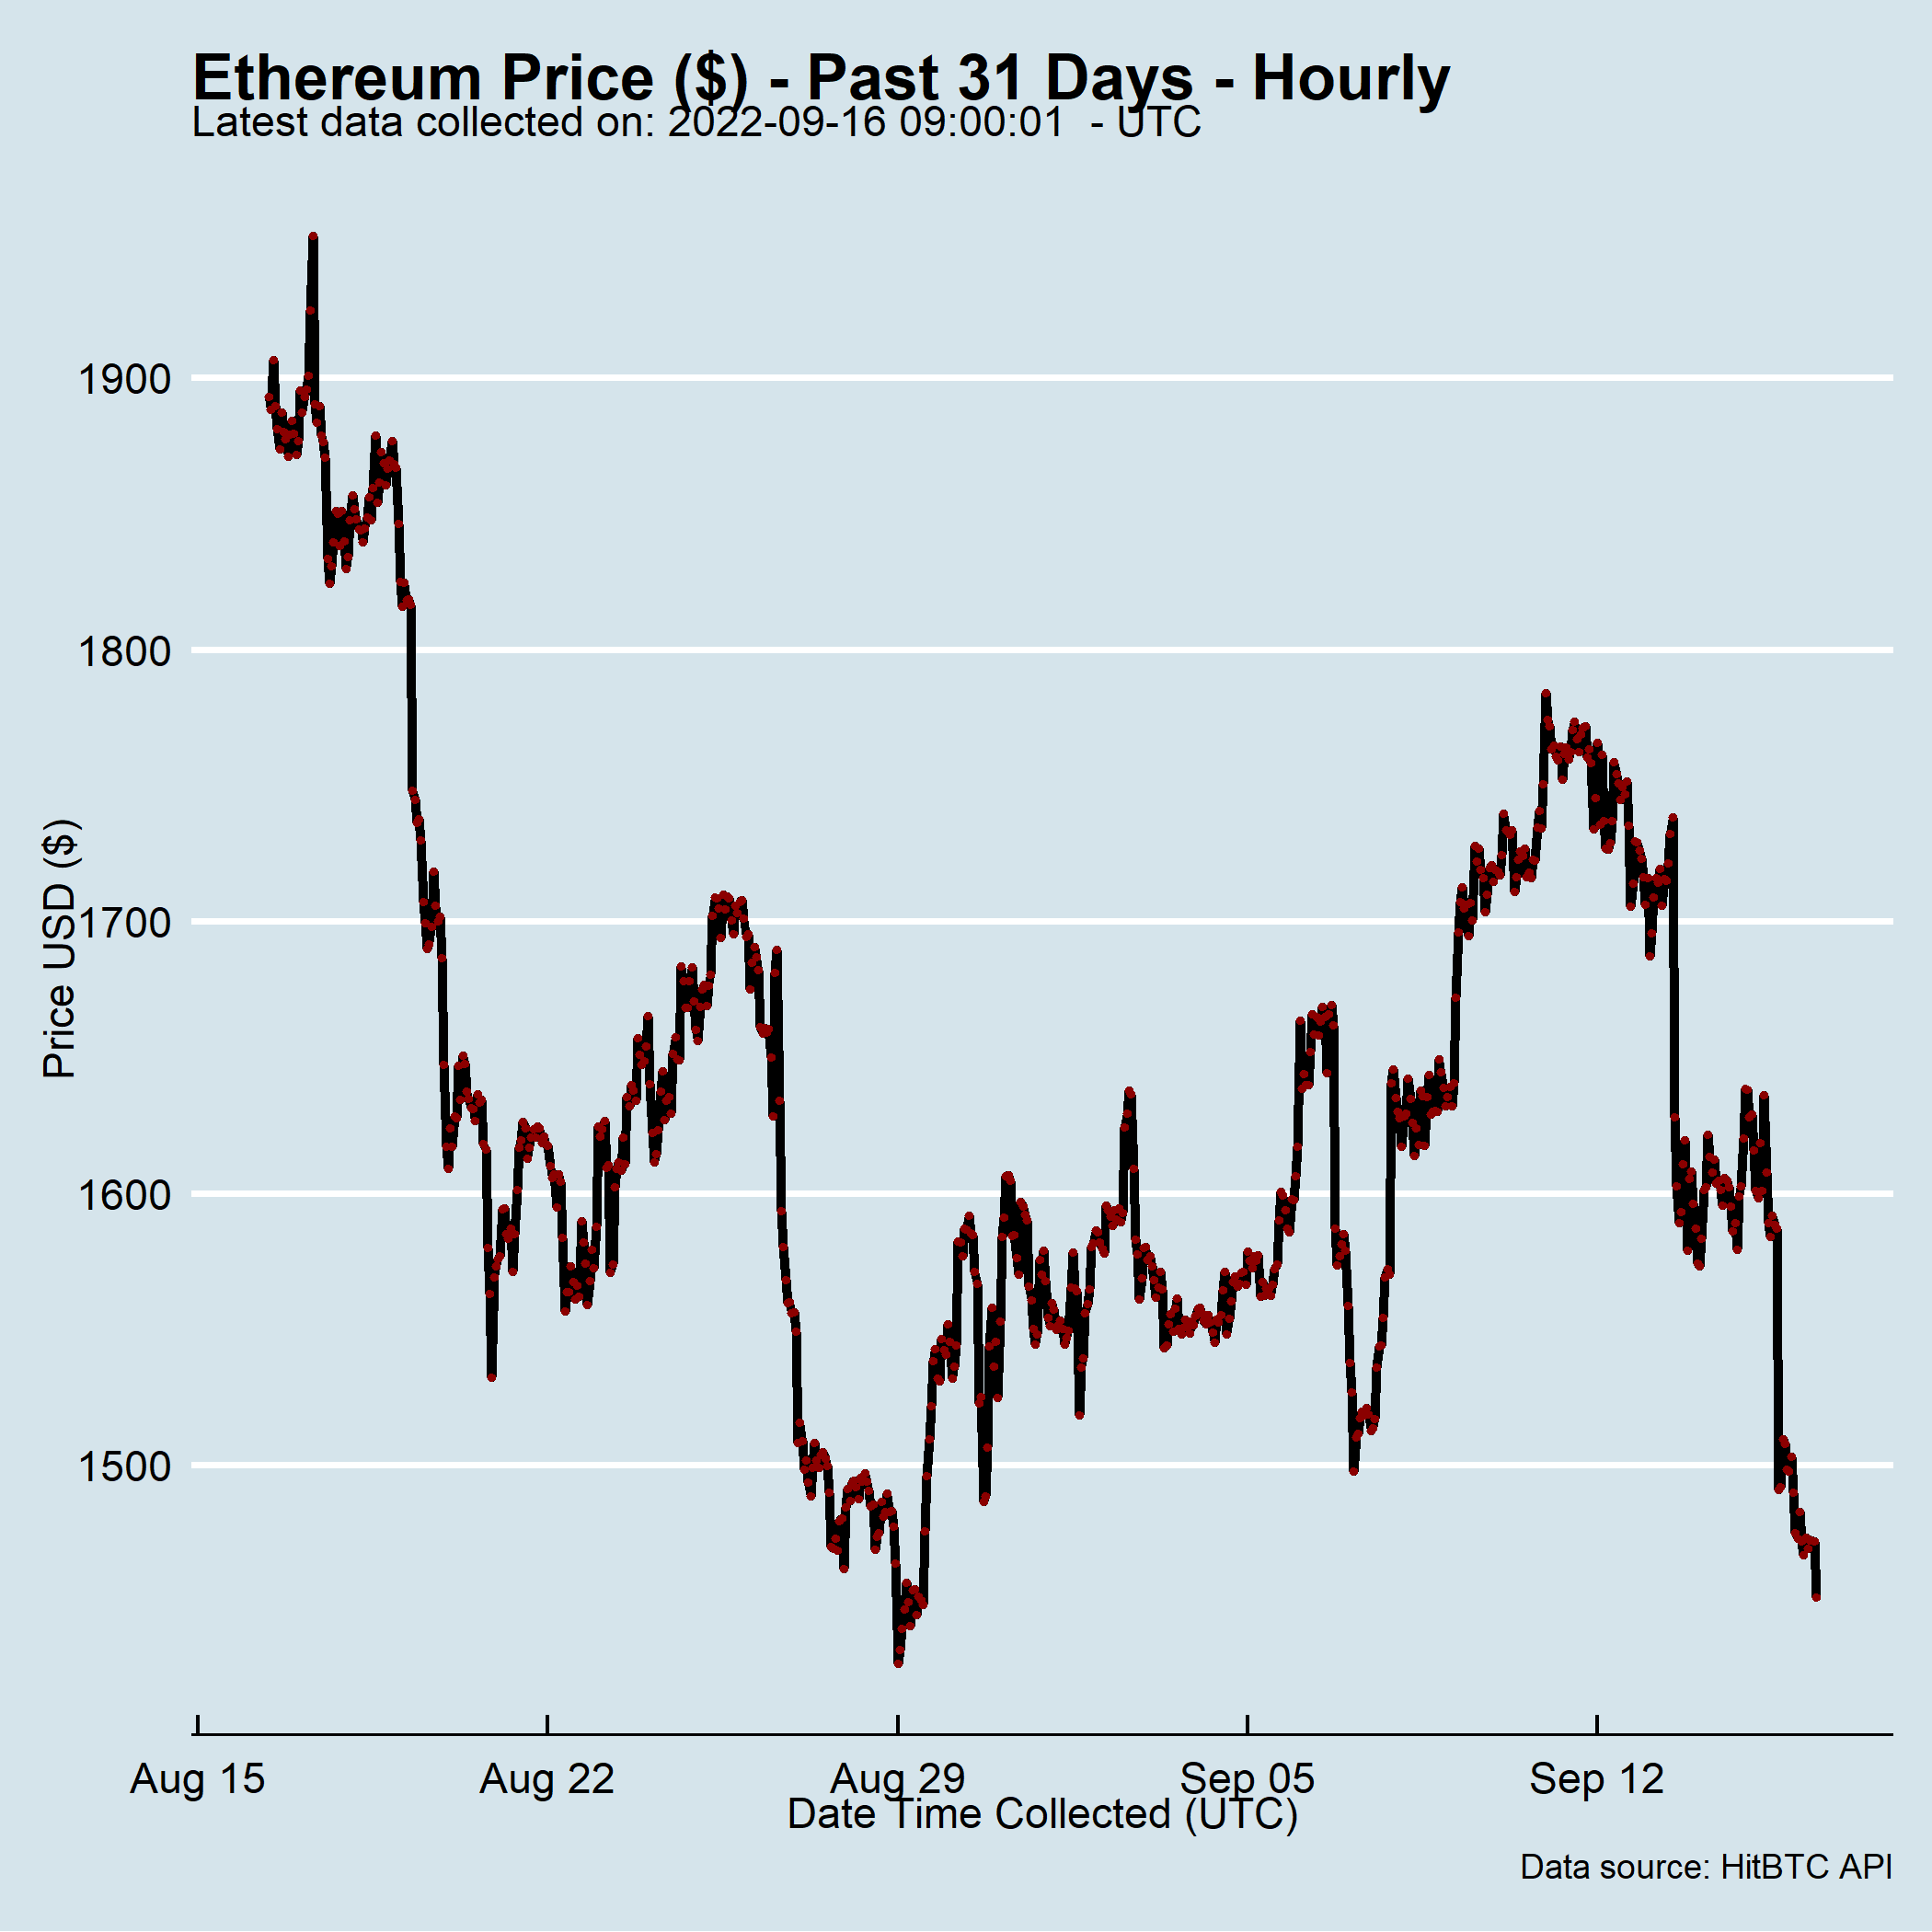 Ethereum Price ($) - Past 31 Days - Hourly
Latest data collected on: 2022-09-16 09:00:01  - UTC
1900
1800
1700
1600
1500
Price USD ($)
Aug 15
Aug 22
Aug 29
Sep 05
Sep 12
Date Time Collected (UTC)
Data source: HitBTC API